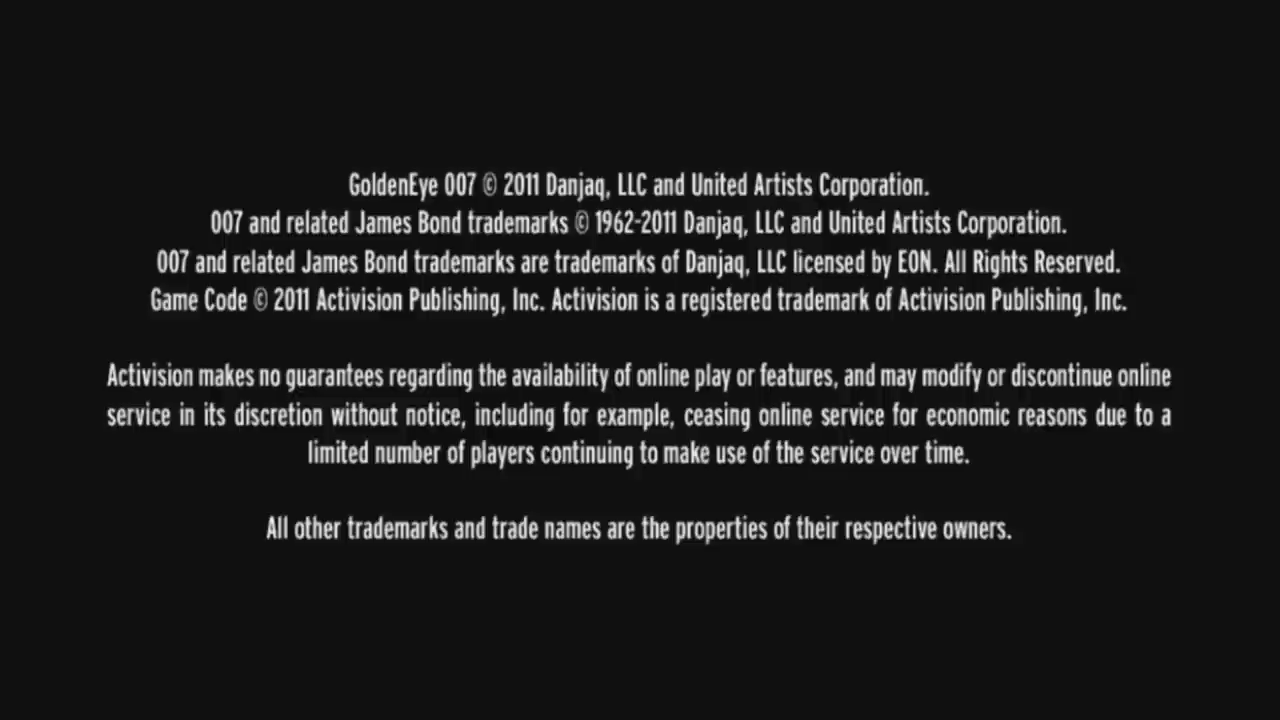 GoldenEye 007 © 2011 Danjaq, LLC and United Artists Corporation.
007 and related James Bond trademarks © 1962-2011 Danjaq, LLC and United Artists Corporation.
007 and related James Bond trademarks are trademarks of Danjaq, LLC licensed by EON. All Rights Reserved.
Game Code © 2011 Activision Publishing, Inc. Activision is a registered trademark of Activision Publishing, Inc.
Activision makes no guarantees regarding the availability of online play or features, and may modify or discontinue online
service in its discretion without notice, including for example, ceasing online service for economic reasons due to a
limited number of players continuing to make use of the service over time.
All other trademarks and trade names are the properties of their respective owners.